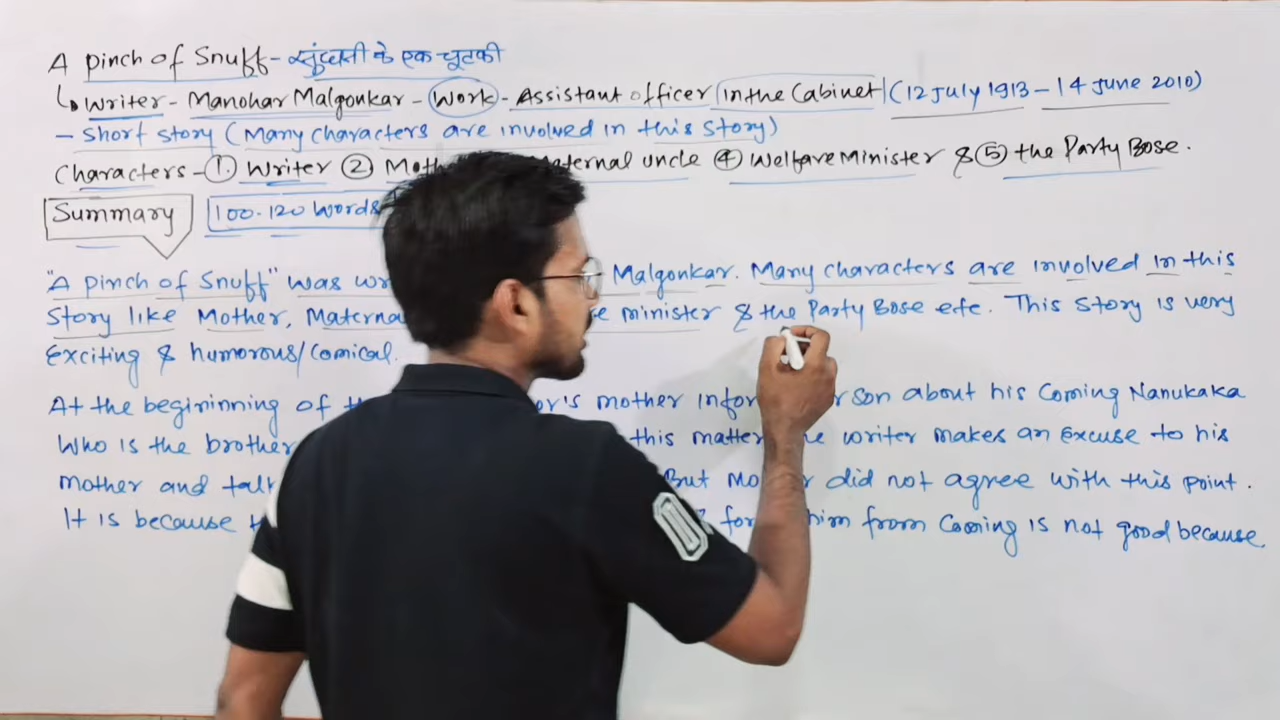 A pinch of Snuff - सुंघनी के एक चूटकी
↳ Writer - Manohar Malgonkar - Work - Assistant officer in the Cabinet (12 July 1913 - 14 June 2010)
- Short story (Many characters are involved in this Story)
Characters - ① Writer ② Moth ternal uncle ④ Welfare Minister & ⑤ the Party Bose.
Summary 100-120 words
"A pinch of Snuff" was wr Malgonkar. Many characters are involved in this
Story like Mother, Materna minister & the Party Bose etc. This Story is very
Exciting & humorous/Comical.
At the begininning of th or's mother infor son about his Coming Nanukaka
Who is the brother this matter writer makes an Excuse to his
mother and talk But Mo did not agree with this point.
It is because for him from Coming is not good because